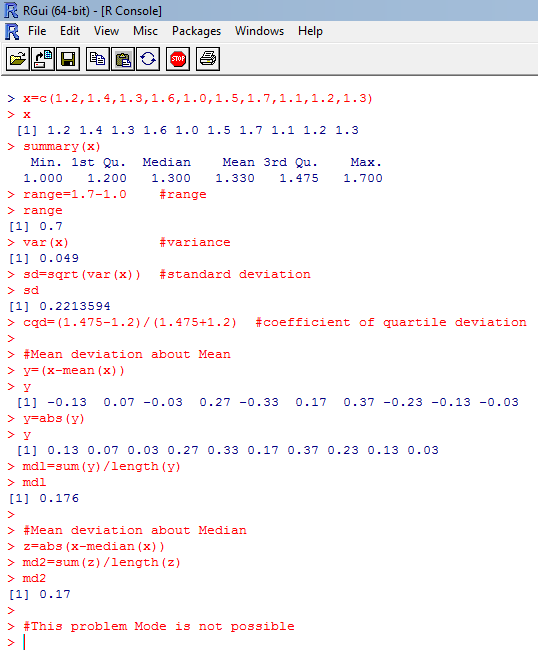 RGui (64-bit) - [R Console]
File Edit View Misc Packages Windows Help
STOP
> x=c(1.2,1.4,1.3,1.6,1.0,1.5,1.7,1.1,1.2,1.3)
> x
 [1] 1.2 1.4 1.3 1.6 1.0 1.5 1.7 1.1 1.2 1.3
> summary(x)
   Min. 1st Qu.  Median    Mean 3rd Qu.    Max.
  1.000   1.200   1.300   1.330   1.475   1.700
> range=1.7-1.0    #range
> range
[1] 0.7
> var(x)           #variance
[1] 0.049
> sd=sqrt(var(x))  #standard deviation
> sd
[1] 0.2213594
> cqd=(1.475-1.2)/(1.475+1.2)  #coefficient of quartile deviation
>
> #Mean deviation about Mean
> y=(x-mean(x))
> y
 [1] -0.13  0.07 -0.03  0.27 -0.33  0.17  0.37 -0.23 -0.13 -0.03
> y=abs(y)
> y
 [1] 0.13 0.07 0.03 0.27 0.33 0.17 0.37 0.23 0.13 0.03
> md1=sum(y)/length(y)
> md1
[1] 0.176
>
> #Mean deviation about Median
> z=abs(x-median(x))
> md2=sum(z)/length(z)
> md2
[1] 0.17
>
> #This problem Mode is not possible
>